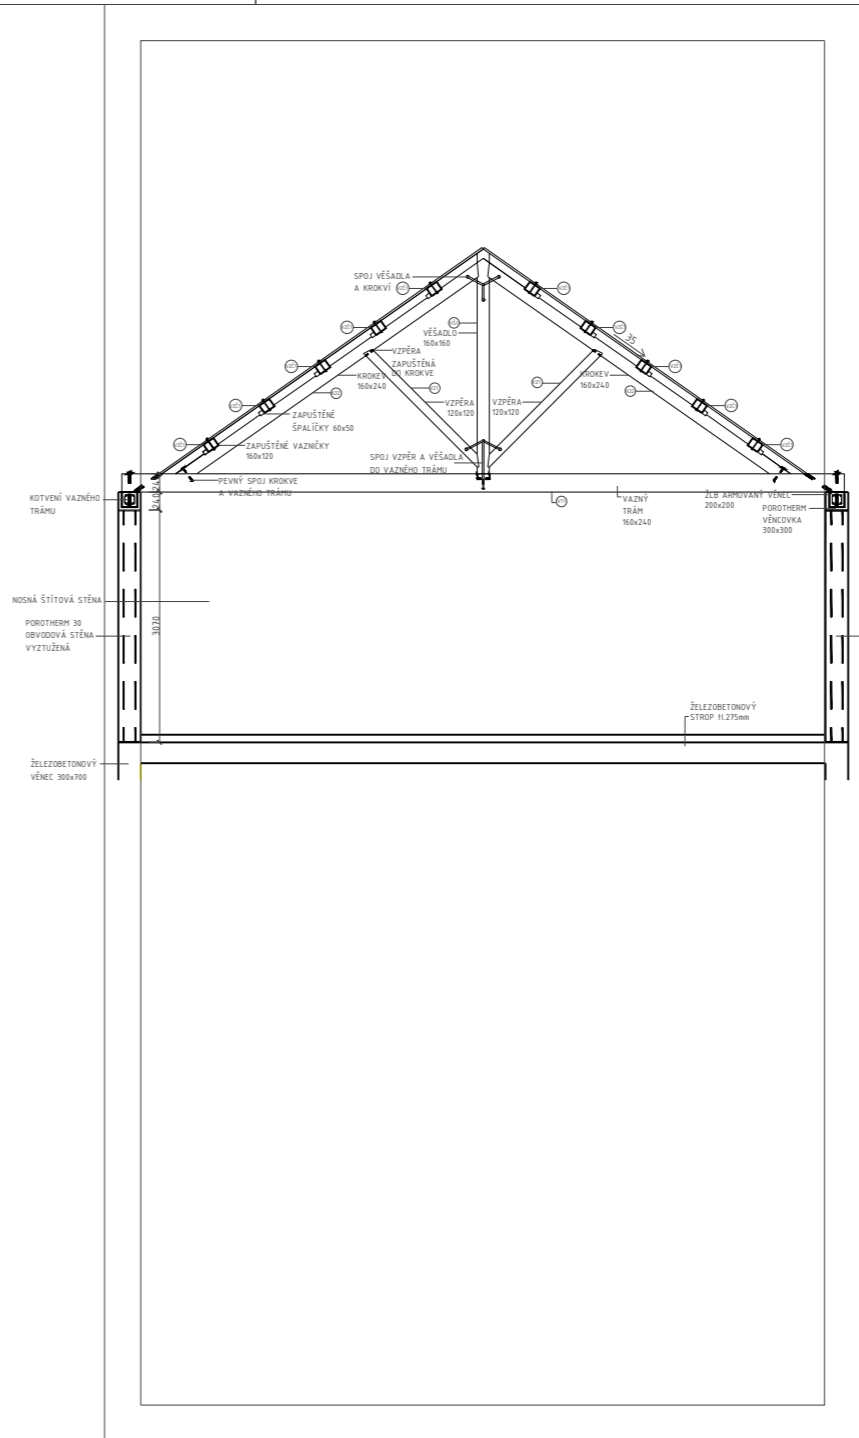 SPOJ VĚŠADLA
A KROKVÍ
VĚŠADLO
160x160
35
VZPĚRA
ZAPUŠTĚNÁ
DO KROKVE
KROKEV
160x240
KROKEV
160x240
VZPĚRA
120x120
VZPĚRA
120x120
ZAPUŠTĚNÉ
ŠPALÍČKY 60x50
ZAPUŠTĚNÉ VAZNIČKY
160x120
SPOJ VZPĚR A VĚŠADLA
DO VAZNÉHO TRÁMU
PEVNÝ SPOJ KROKVE
A VAZNÉHO TRÁMU
KOTVENÍ VAZNÉHO
TRÁMU
VAZNÝ
TRÁM
160x240
ŽLB ARMOVANÝ VĚNEC
200x200
POROTHERM
VĚNCOVKA
300x300
NOSNÁ ŠTÍTOVÁ STĚNA
3070
POROTHERM 30
OBVODOVÁ STĚNA
VYZTUŽENÁ
ŽELEZOBETONOVÝ
STROP tl.275mm
ŽELEZOBETONOVÝ
VĚNEC 300x700